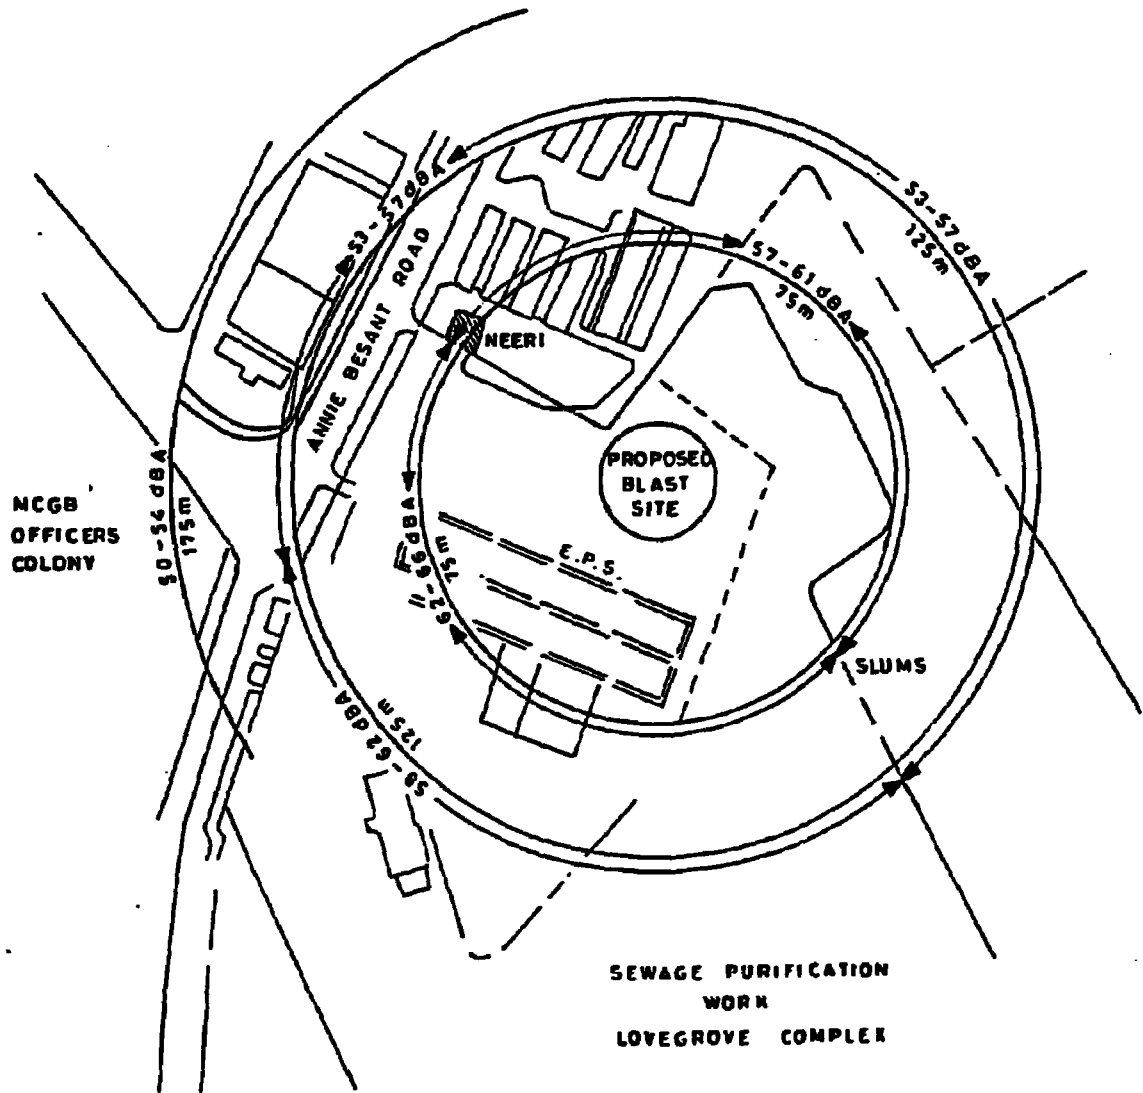 53-57dBA
53-57dBA
125m
57-61dBA
75m
ANNIE BESANT ROAD
NEERI
PROPOSED
BLAST
SITE
50-54 dBA
175m
MCGB
OFFICERS
COLONY
62-66dBA
75m
E.P.S.
SLUMS
58-62dBA
125m
SEWAGE PURIFICATION
WORK
LOVEGROVE COMPLEX